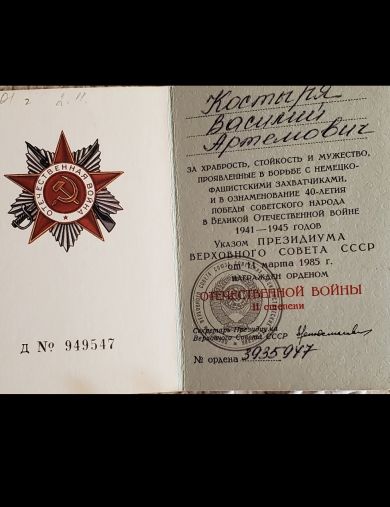 2. II.
ОТЕЧЕСТВЕННАЯ ВОЙНА
Д № 949547
Костыря
Василий
Артемович
ЗА ХРАБРОСТЬ, СТОЙКОСТЬ И МУЖЕСТВО,
ПРОЯВЛЕННЫЕ В БОРЬБЕ С НЕМЕЦКО-
ФАШИСТСКИМИ ЗАХВАТЧИКАМИ,
И В ОЗНАМЕНОВАНИЕ 40-ЛЕТИЯ
ПОБЕДЫ СОВЕТСКОГО НАРОДА
В ВЕЛИКОЙ ОТЕЧЕСТВЕННОЙ ВОЙНЕ
1941—1945 ГОДОВ
Указом ПРЕЗИДИУМА
ВЕРХОВНОГО СОВЕТА СССР
от 11 марта 1985 г.
НАГРАЖДЕН ОРДЕНОМ
ОТЕЧЕСТВЕННОЙ ВОЙНЫ
II степени
Секретарь Президиума
Верховного Совета СССР
№ ордена 3935947